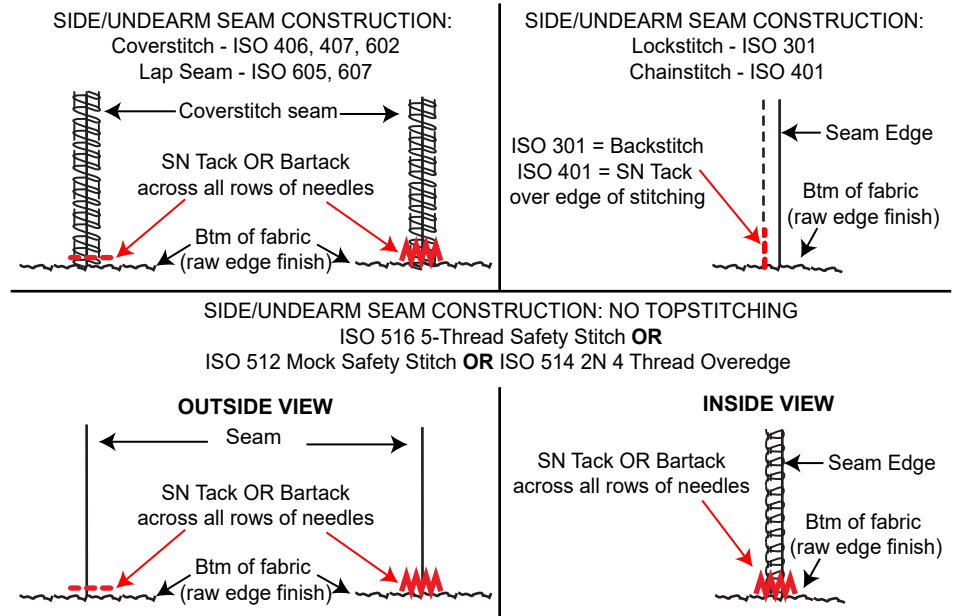 SIDE/UNDEARM SEAM CONSTRUCTION:
Coverstitch - ISO 406, 407, 602
Lap Seam - ISO 605, 607
Coverstitch seam
SN Tack OR Bartack
across all rows of needles
Btm of fabric
(raw edge finish)
SIDE/UNDEARM SEAM CONSTRUCTION:
Lockstitch - ISO 301
Chainstitch - ISO 401
Seam Edge
ISO 301 = Backstitch
ISO 401 = SN Tack
over edge of stitching
Btm of fabric
(raw edge finish)
SIDE/UNDEARM SEAM CONSTRUCTION: NO TOPSTITCHING
ISO 516 5-Thread Safety Stitch OR
ISO 512 Mock Safety Stitch OR ISO 514 2N 4 Thread Overedge
OUTSIDE VIEW
Seam
SN Tack OR Bartack
across all rows of needles
Btm of fabric
(raw edge finish)
INSIDE VIEW
SN Tack OR Bartack
across all rows of needles
Seam Edge
Btm of fabric
(raw edge finish)